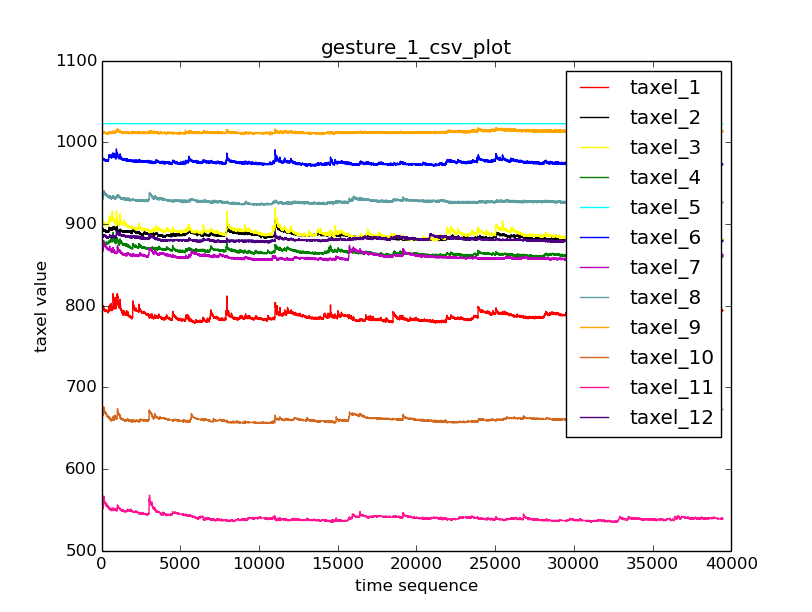 gesture_1_csv_plot
1100
1000
900
800
700
600
500
taxel value
taxel_1
taxel_2
taxel_3
taxel_4
taxel_5
taxel_6
taxel_7
taxel_8
taxel_9
taxel_10
taxel_11
taxel_12
0 5000 10000 15000 20000 25000 30000 35000 40000
time sequence